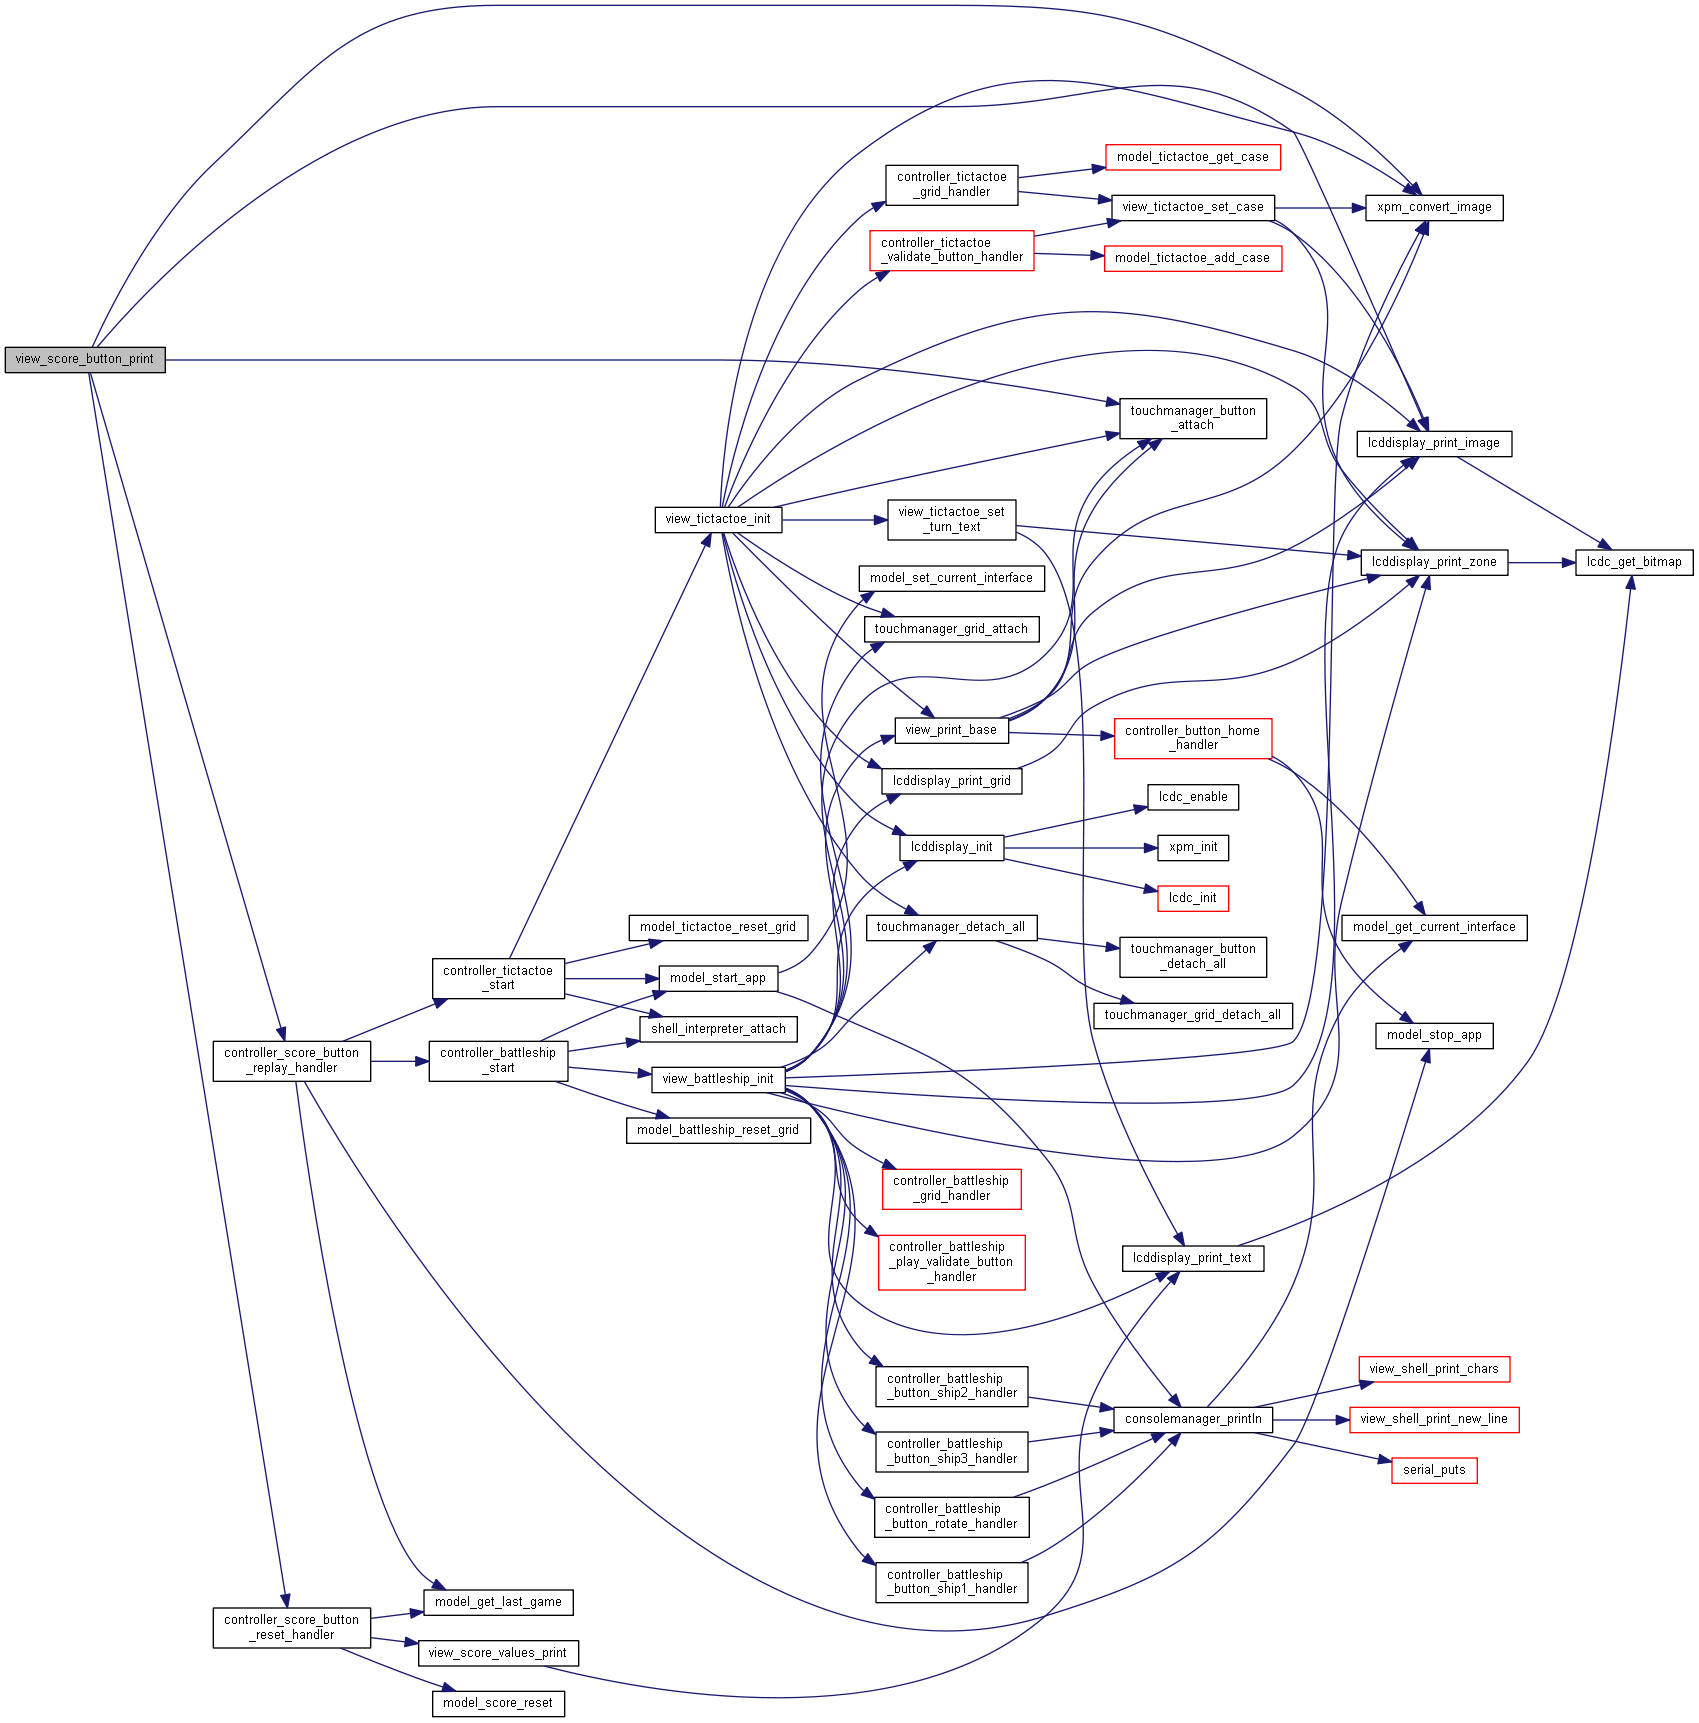 view_score_button_print
controller_score_button
_replay_handler
controller_score_button
_reset_handler
controller_tictactoe
_start
controller_battleship
_start
model_get_last_game
view_score_values_print
model_score_reset
view_tictactoe_init
model_tictactoe_reset_grid
model_start_app
shell_interpreter_attach
view_battleship_init
model_battleship_reset_grid
controller_tictactoe
_grid_handler
controller_tictactoe
_validate_button_handler
view_tictactoe_set
_turn_text
model_set_current_interface
touchmanager_grid_attach
view_print_base
lcddisplay_print_grid
lcddisplay_init
touchmanager_detach_all
controller_battleship
_grid_handler
controller_battleship
_play_validate_button
_handler
controller_battleship
_button_ship2_handler
controller_battleship
_button_ship3_handler
controller_battleship
_button_rotate_handler
controller_battleship
_button_ship1_handler
model_tictactoe_get_case
view_tictactoe_set_case
model_tictactoe_add_case
touchmanager_button
_attach
controller_button_home
_handler
lcdc_enable
xpm_init
lcdc_init
touchmanager_button
_detach_all
touchmanager_grid_detach_all
lcddisplay_print_text
consolemanager_println
xpm_convert_image
lcddisplay_print_image
lcddisplay_print_zone
model_get_current_interface
model_stop_app
view_shell_print_chars
view_shell_print_new_line
serial_puts
lcdc_get_bitmap